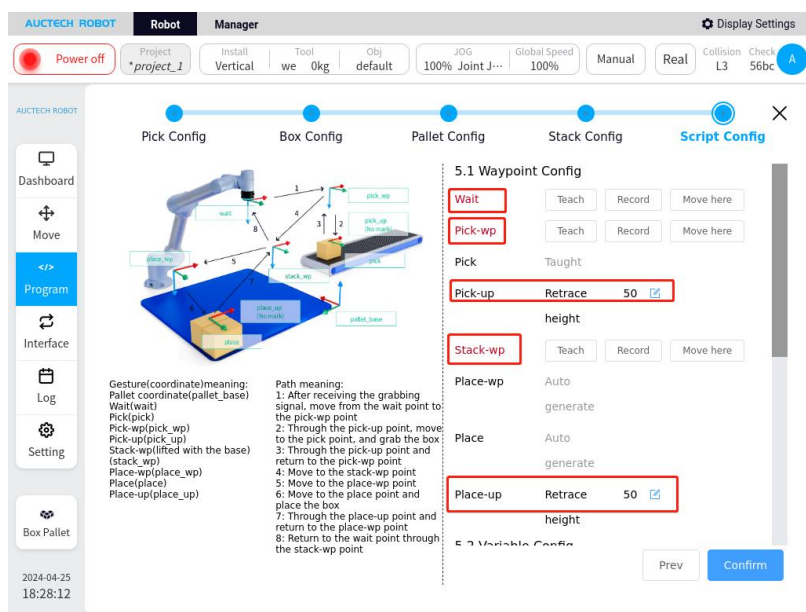 AUCTECH ROBOT Robot Manager Display Settings
Power off
Project
*project_1
Install
Vertical
Tool
we 0kg
Obj
default
JOG
100% Joint J···
Global Speed
100%
Manual
Real
Collision
L3
Check
56bc
A
AUCTECH ROBOT
Dashboard
Move
</>
Program
Interface
Log
Setting
Box Pallet
2024-04-25
18:28:12
Pick Config Box Config Pallet Config Stack Config Script Config
wait
pick_wp
pick_up
(No mark)
pick
place_wp
stack_wp
place_up
(No mark)
pallet_base
place
1
2
3
4
5
6
7
8
Gesture(coordinate)meaning:
Pallet coordinate(pallet_base)
Wait(wait)
Pick(pick)
Pick-wp(pick_wp)
Pick-up(pick_up)
Stack-wp(lifted with the base)
(stack_wp)
Place-wp(place_wp)
Place(place)
Place-up(place_up)
Path meaning:
1: After receiving the grabbing
signal, move from the wait point to
the pick-wp point
2: Through the pick-up point, move
to the pick point, and grab the box
3: Through the pick-up point and
return to the pick-wp point
4: Move to the stack-wp point
5: Move to the place-wp point
6: Move to the place point and
place the box
7: Through the place-up point and
return to the place-wp point
8: Return to the wait point through
the stack-wp point
5.1 Waypoint Config
Wait Teach Record Move here
Pick-wp Teach Record Move here
Pick Taught
Pick-up Retrace 50
height
Stack-wp Teach Record Move here
Place-wp Auto
generate
Place Auto
generate
Place-up Retrace 50
height
5.2 Variable Config
Prev Confirm